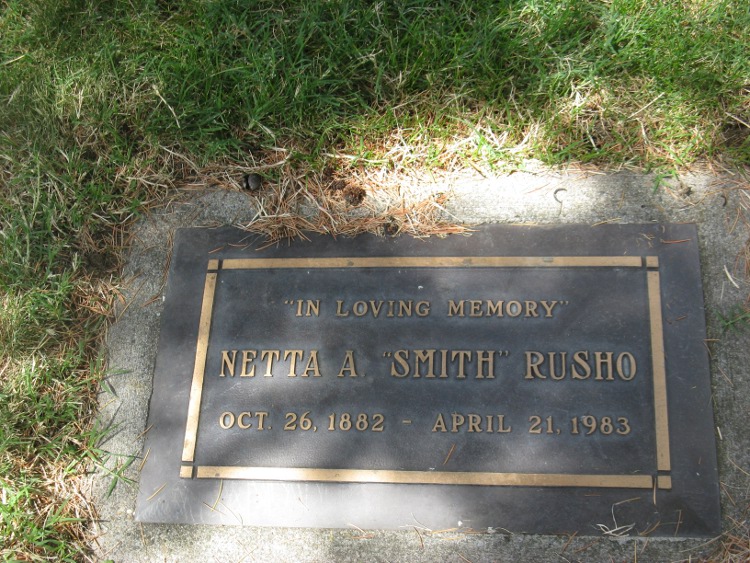 "IN LOVING MEMORY"
NETTA A. "SMITH" RUSHO
OCT. 26, 1882 - APRIL 21, 1983